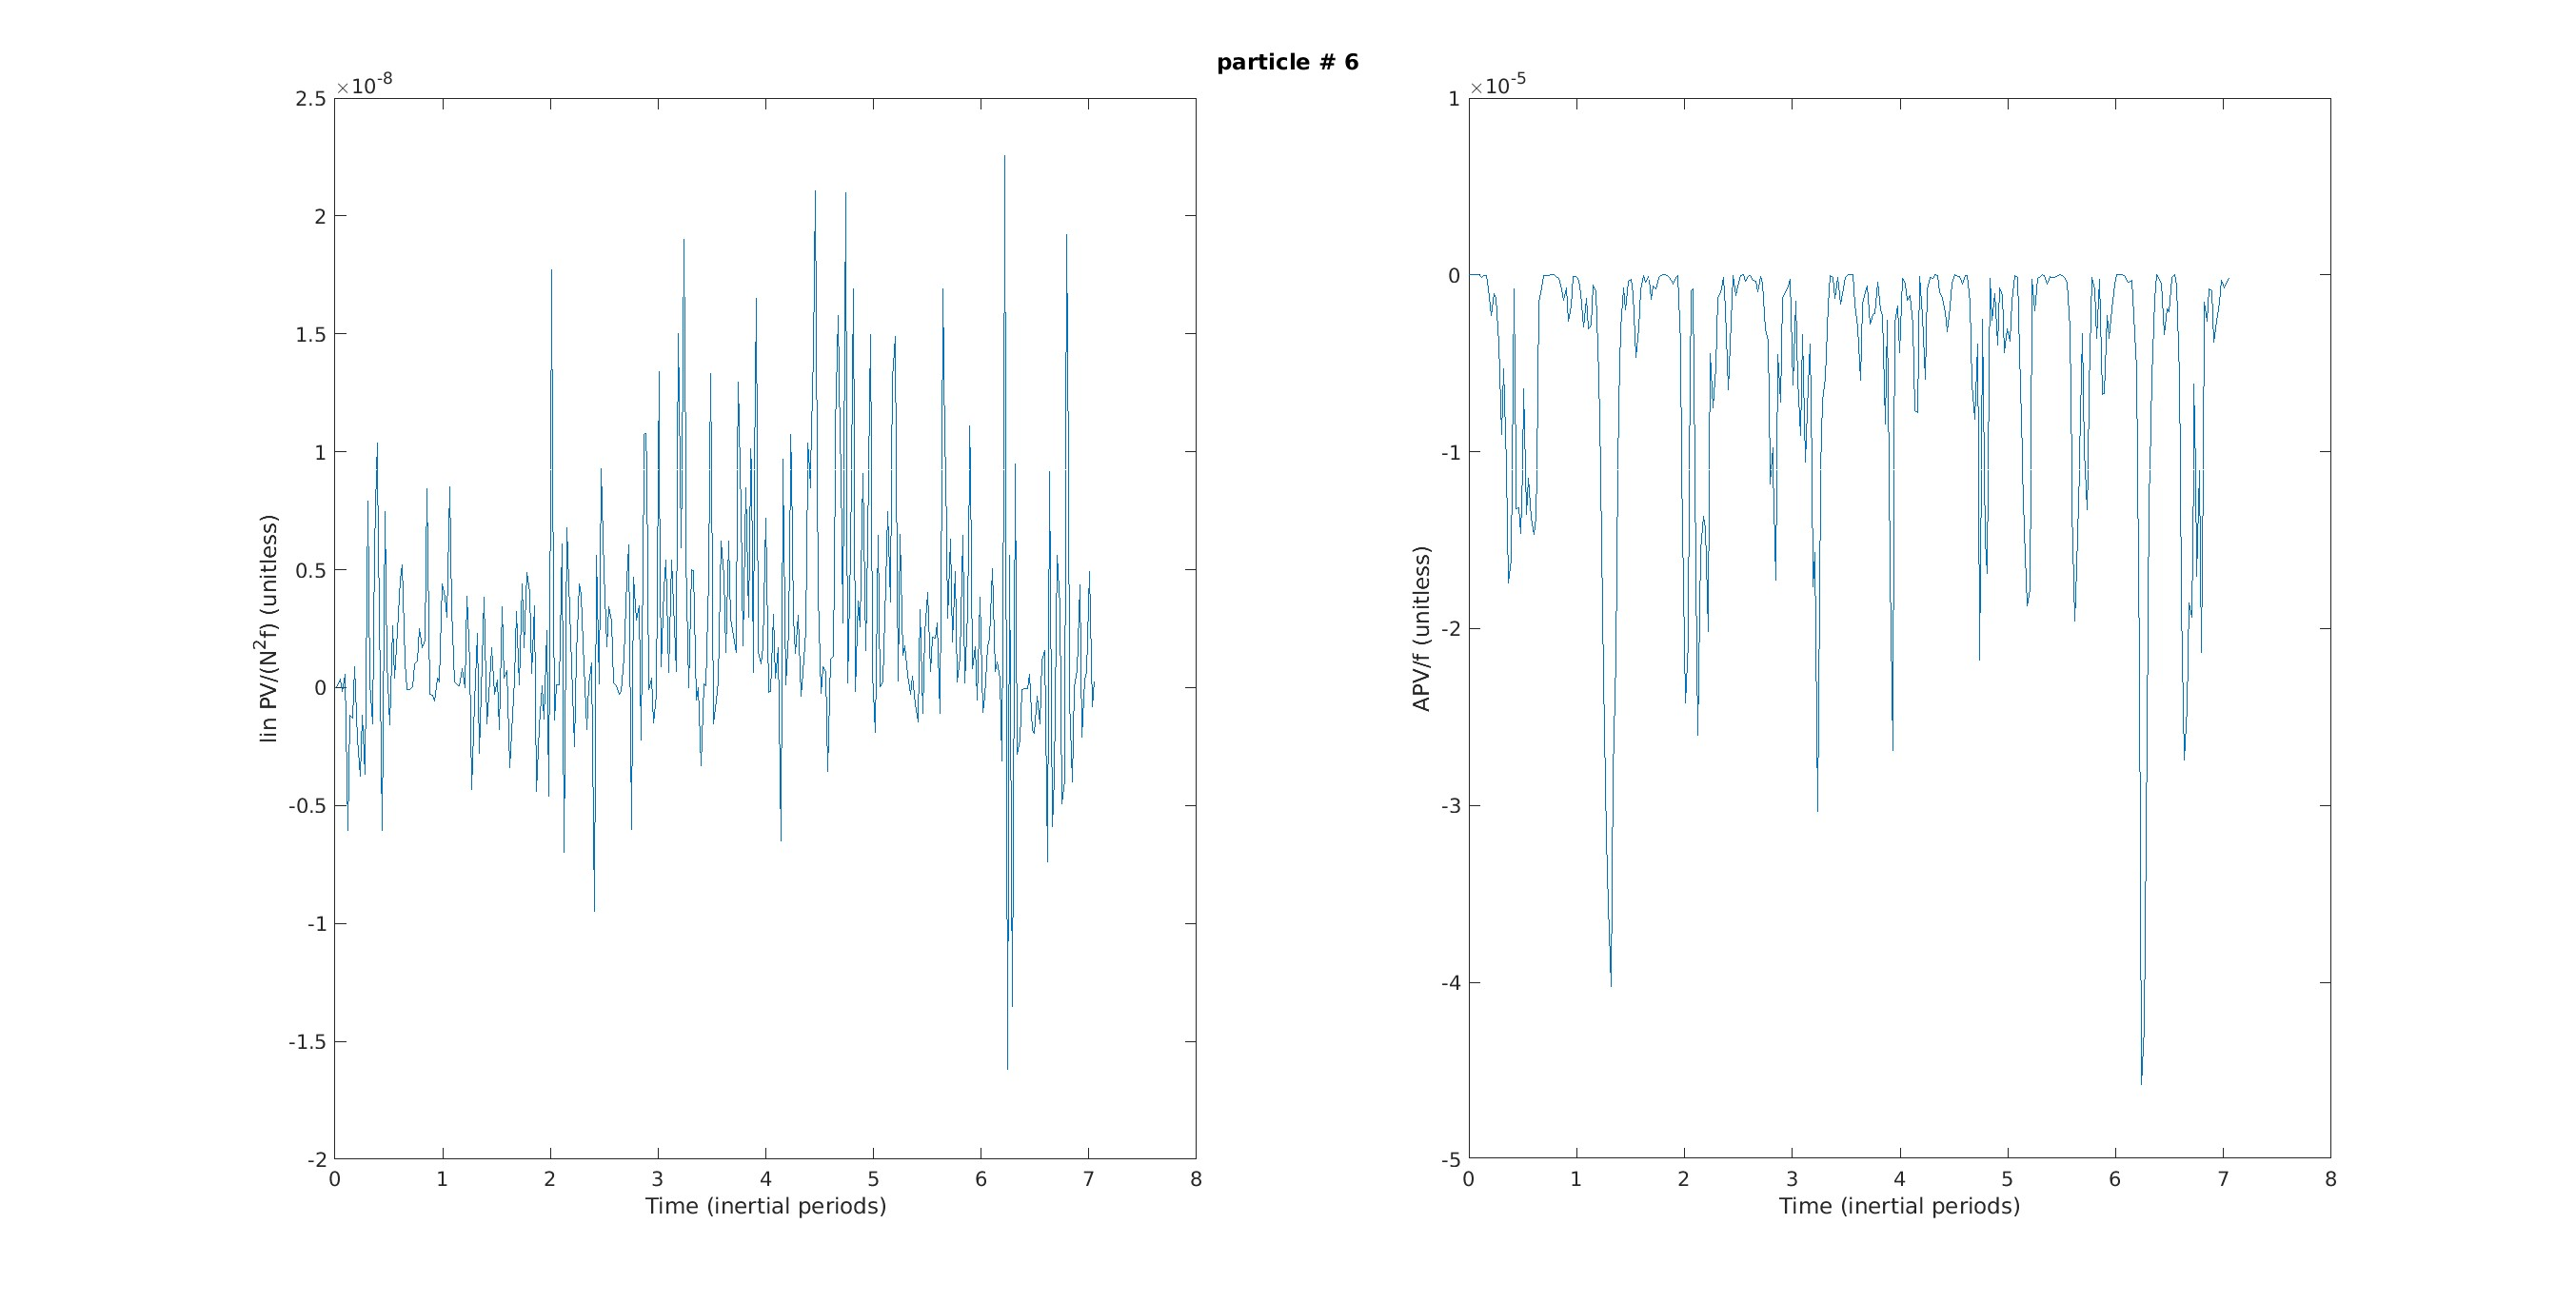 particle # 6
×10-8
2.5
2
1.5
1
0.5
0
-0.5
-1
-1.5
-2
0 1 2 3 4 5 6 7 8
Time (inertial periods)
lin PV/(N2f) (unitless)
×10-5
1
0
-1
-2
-3
-4
-5
0 1 2 3 4 5 6 7 8
Time (inertial periods)
APV/f (unitless)